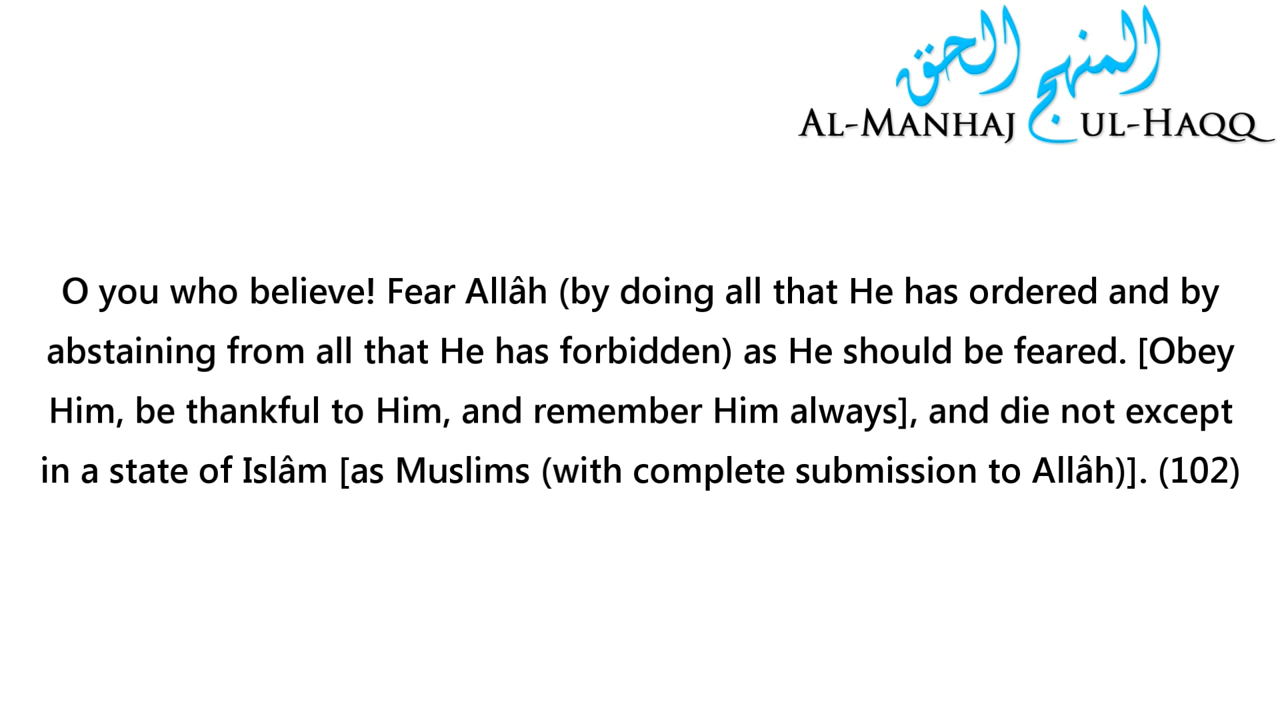 المنهج الحق
AL-MANHAJ UL-HAQQ
O you who believe! Fear Allâh (by doing all that He has ordered and by
abstaining from all that He has forbidden) as He should be feared. [Obey
Him, be thankful to Him, and remember Him always], and die not except
in a state of Islâm [as Muslims (with complete submission to Allâh)]. (102)